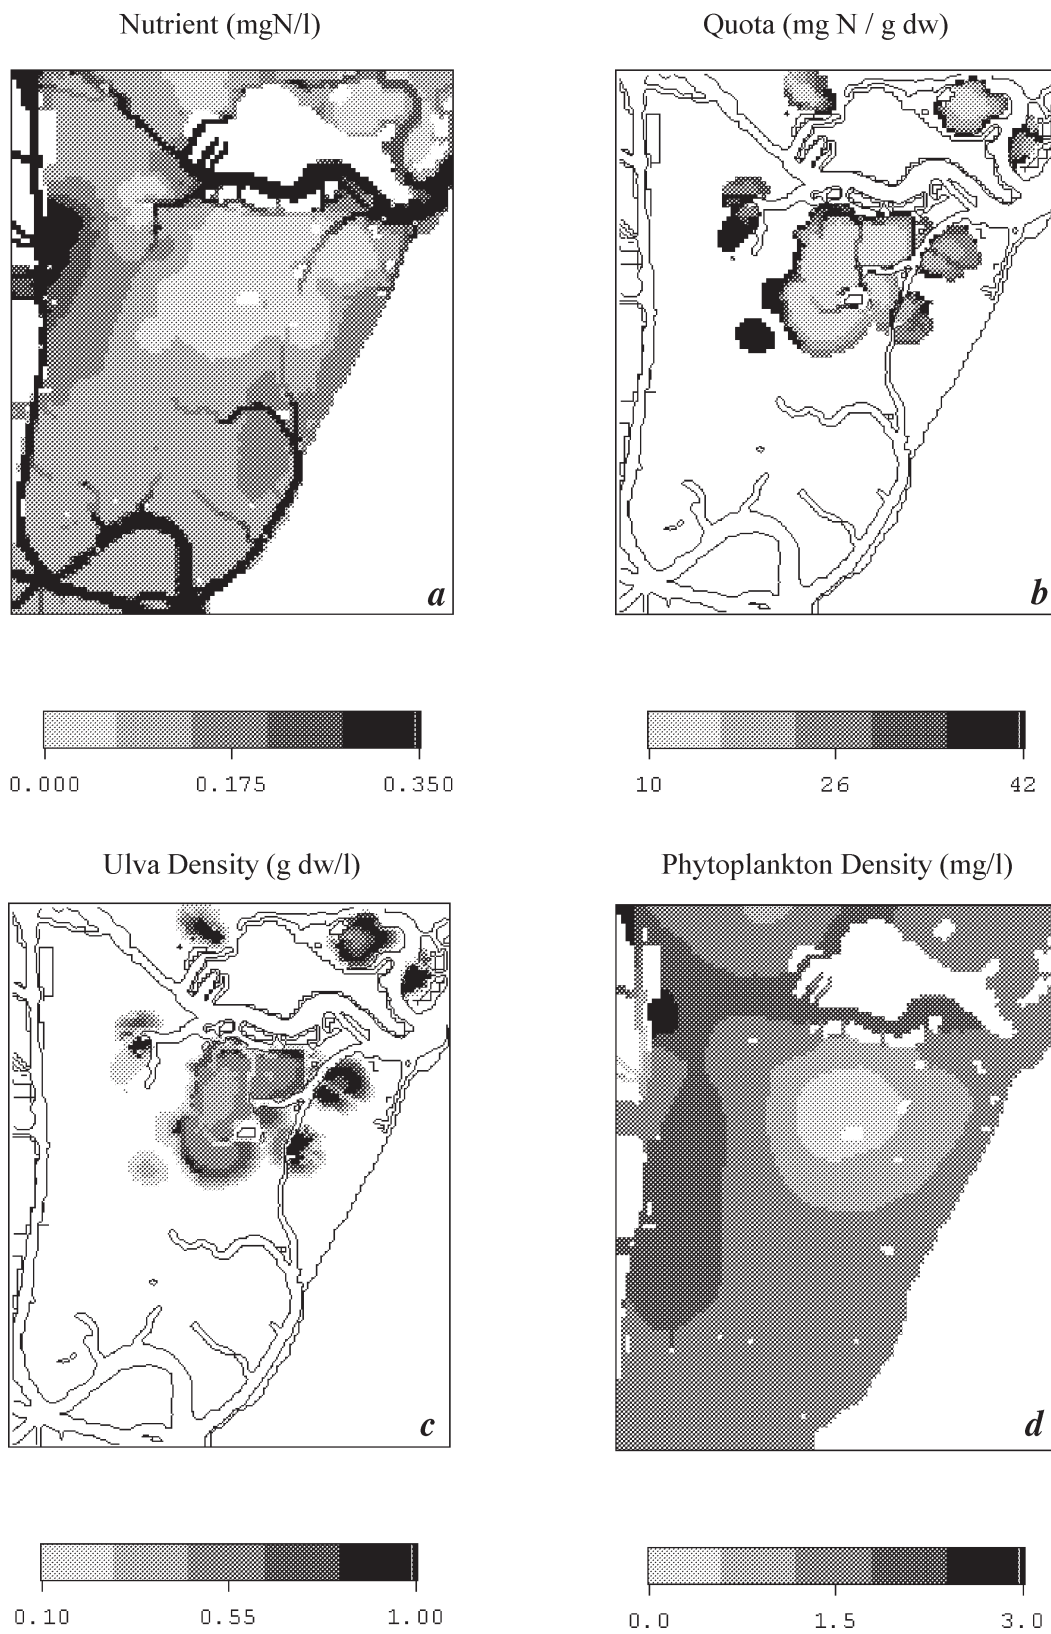 Nutrient (mgN/l)
Quota (mg N / g dw)
a
b
0.000 0.175 0.350
10 26 42
Ulva Density (g dw/l)
Phytoplankton Density (mg/l)
c
d
0.10 0.55 1.00
0.0 1.5 3.0